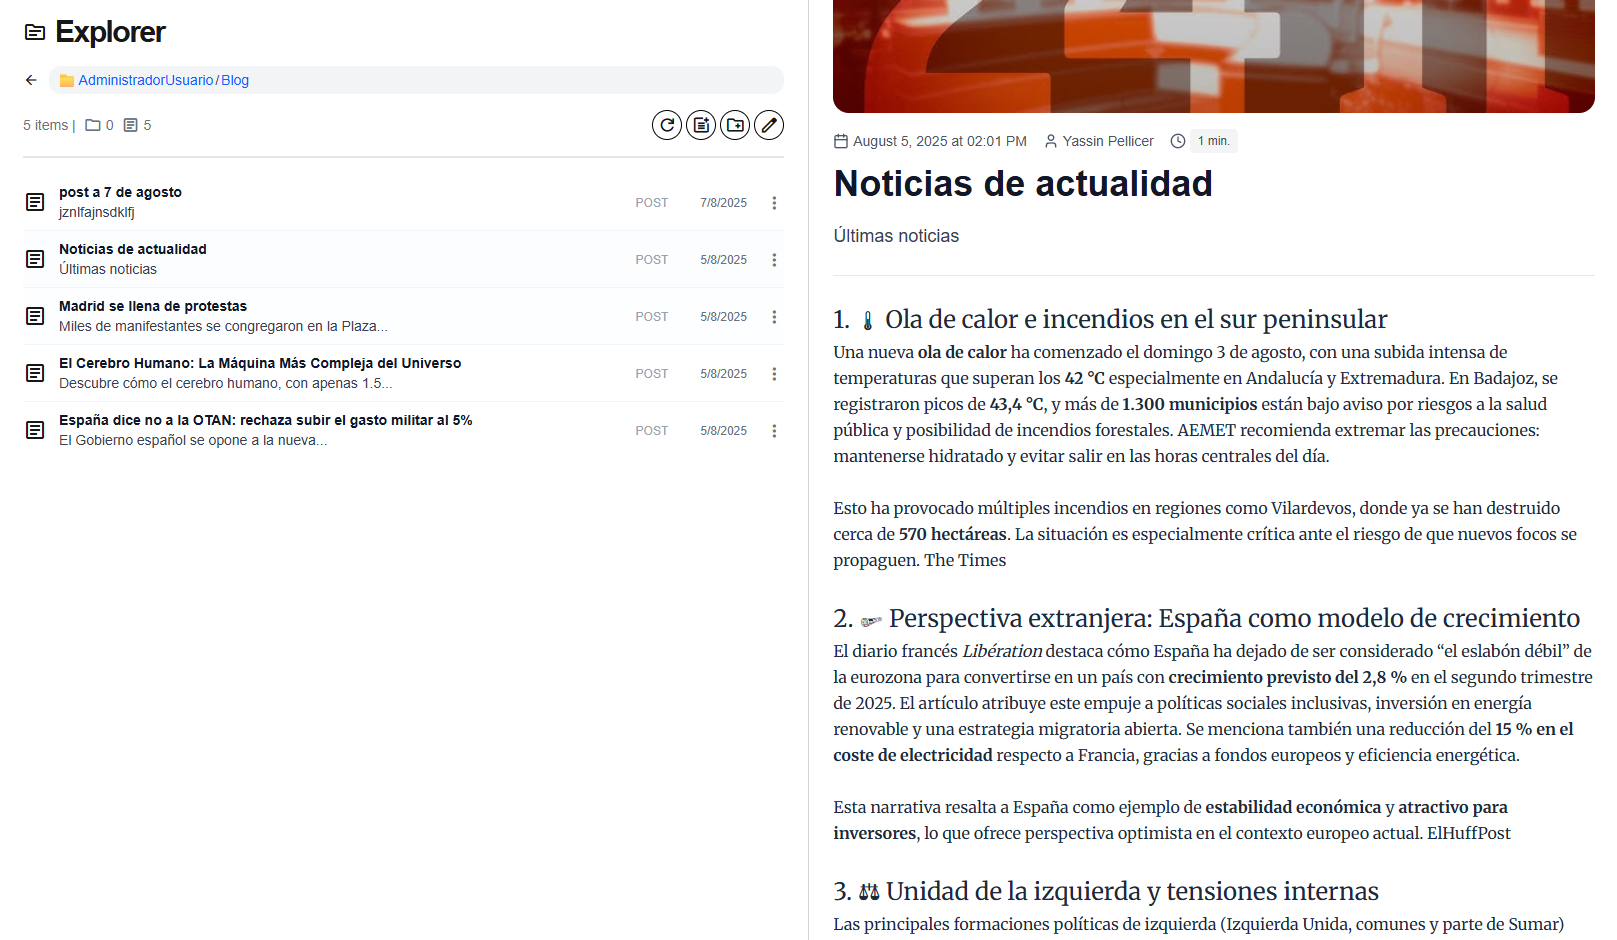 Explorer
AdministradorUsuario/Blog
5 items | 0 5
post a 7 de agosto
jznlfajnsdklfj
POST 7/8/2025
Noticias de actualidad
Últimas noticias
POST 5/8/2025
Madrid se llena de protestas
Miles de manifestantes se congregaron en la Plaza...
POST 5/8/2025
El Cerebro Humano: La Máquina Más Compleja del Universo
Descubre cómo el cerebro humano, con apenas 1.5...
POST 5/8/2025
España dice no a la OTAN: rechaza subir el gasto militar al 5%
El Gobierno español se opone a la nueva...
POST 5/8/2025
24h
August 5, 2025 at 02:01 PM Yassin Pellicer 1 min.
Noticias de actualidad
Últimas noticias
1. 🌡️ Ola de calor e incendios en el sur peninsular
Una nueva ola de calor ha comenzado el domingo 3 de agosto, con una subida intensa de
temperaturas que superan los 42 °C especialmente en Andalucía y Extremadura. En Badajoz, se
registraron picos de 43,4 °C, y más de 1.300 municipios están bajo aviso por riesgos a la salud
pública y posibilidad de incendios forestales. AEMET recomienda extremar las precauciones:
mantenerse hidratado y evitar salir en las horas centrales del día.
Esto ha provocado múltiples incendios en regiones como Vilardevos, donde ya se han destruido
cerca de 570 hectáreas. La situación es especialmente crítica ante el riesgo de que nuevos focos se
propaguen. The Times
2. 🗞️ Perspectiva extranjera: España como modelo de crecimiento
El diario francés Libération destaca cómo España ha dejado de ser considerado “el eslabón débil” de
la eurozona para convertirse en un país con crecimiento previsto del 2,8 % en el segundo trimestre
de 2025. El artículo atribuye este empuje a políticas sociales inclusivas, inversión en energía
renovable y una estrategia migratoria abierta. Se menciona también una reducción del 15 % en el
coste de electricidad respecto a Francia, gracias a fondos europeos y eficiencia energética.
Esta narrativa resalta a España como ejemplo de estabilidad económica y atractivo para
inversores, lo que ofrece perspectiva optimista en el contexto europeo actual. ElHuffPost
3. ⚖️ Unidad de la izquierda y tensiones internas
Las principales formaciones políticas de izquierda (Izquierda Unida, comunes y parte de Sumar)